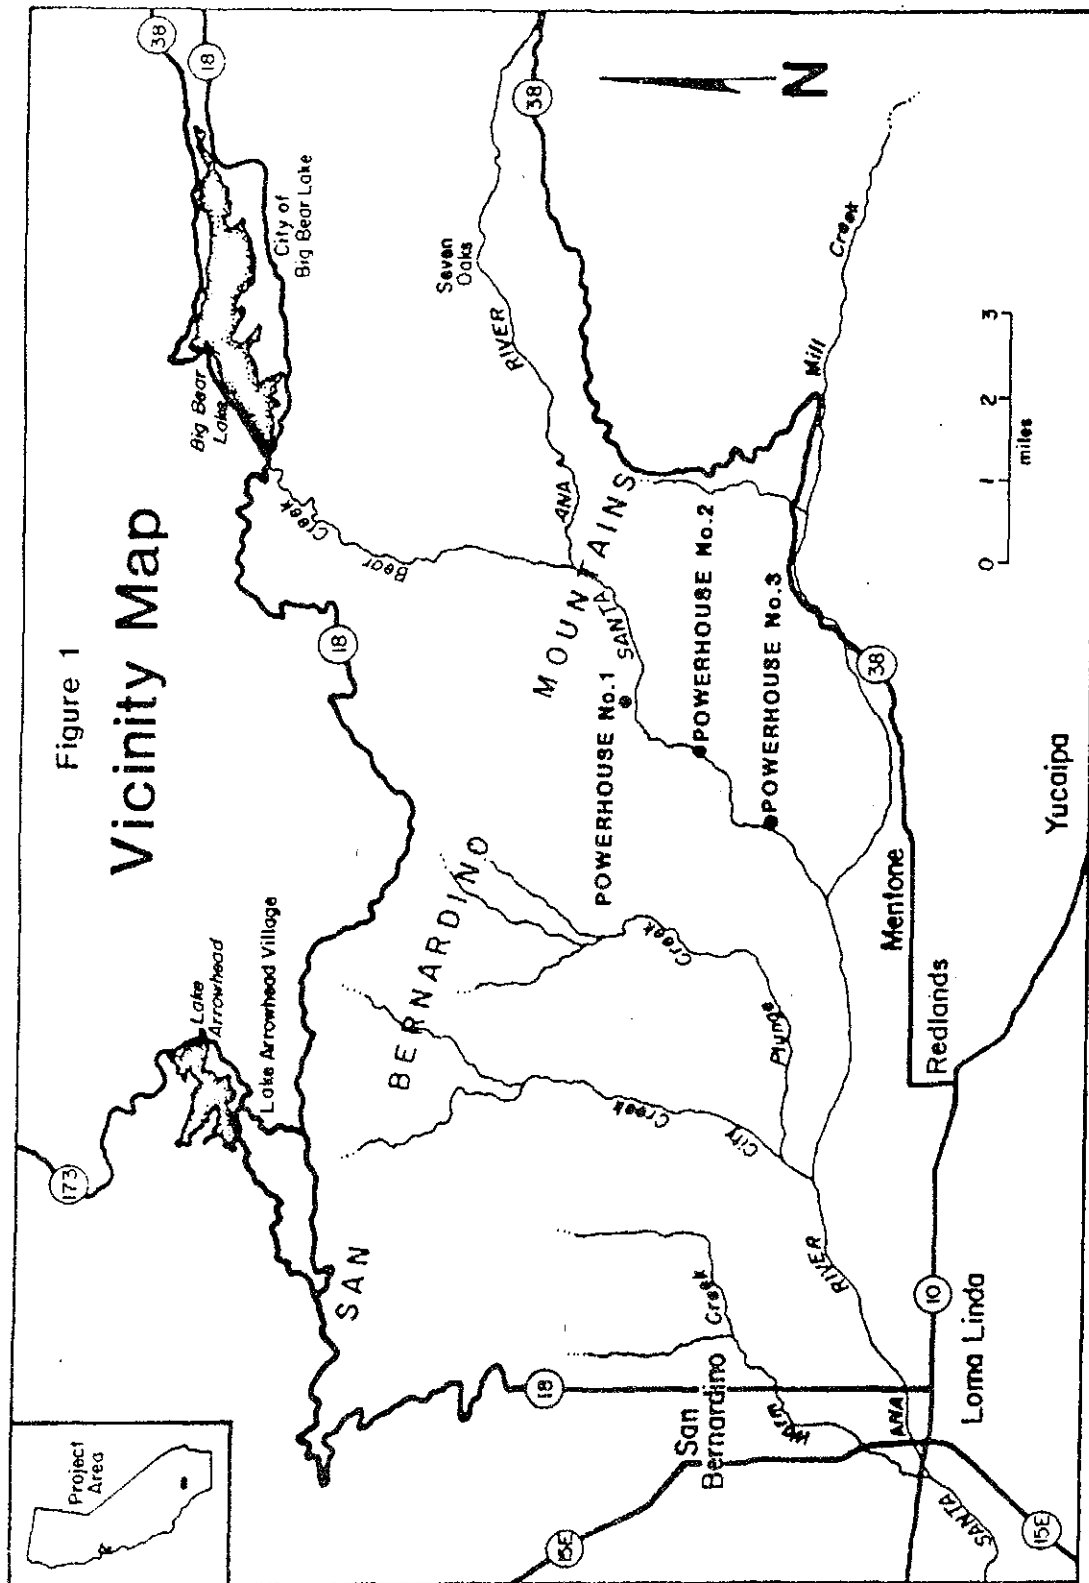 Figure 1
Vicinity Map
Project
Area
173
Lake
Arrowhead
Lake Arrowhead Village
18
Big Bear
Lake
38
18
City of
Big Bear Lake
Bear
Creek
SAN
BERNARDINO
MOUNTAINS
Seven
Oaks
SANTA
ANA
RIVER
38
N
POWERHOUSE No.1
POWERHOUSE No.2
POWERHOUSE No.3
Plunge
Creek
City
Creek
Mill
Creek
0
1
2
3
miles
18
San
Bernardino
Warm
Creek
15E
SANTA
ANA
RIVER
10
Loma Linda
15E
Redlands
Mentone
38
Yucaipa